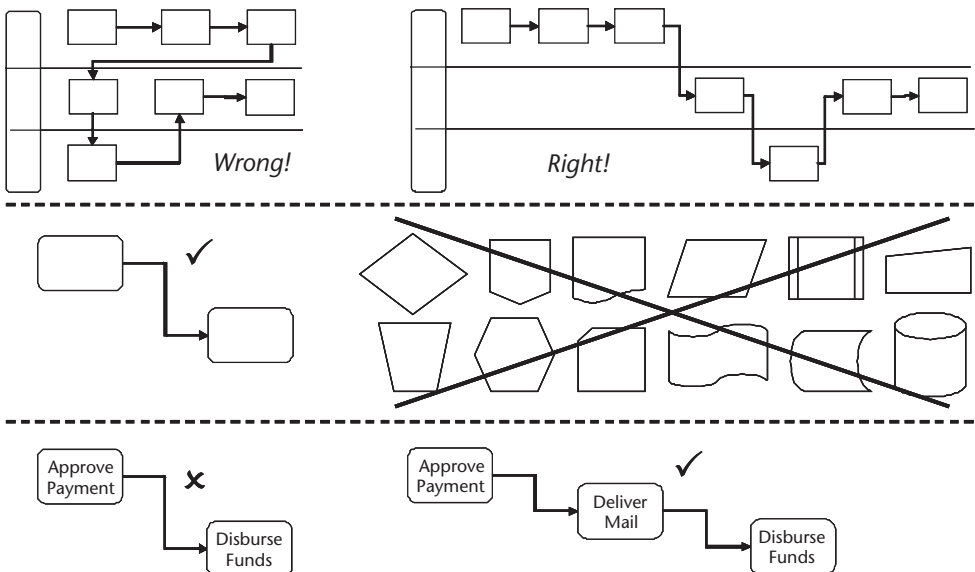 Wrong!
Right!
Approve
Payment
Disburse
Funds
Approve
Payment
Deliver
Mail
Disburse
Funds